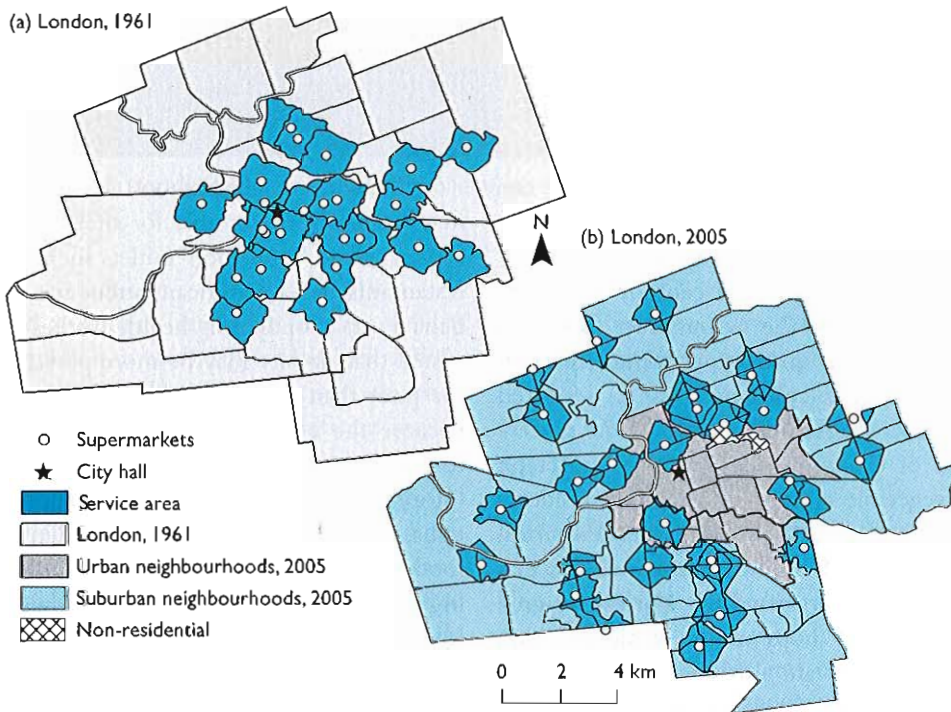 (a) London, 1961
N
(b) London, 2005
Supermarkets
City hall
Service area
London, 1961
Urban neighbourhoods, 2005
Suburban neighbourhoods, 2005
Non-residential
0 2 4 km